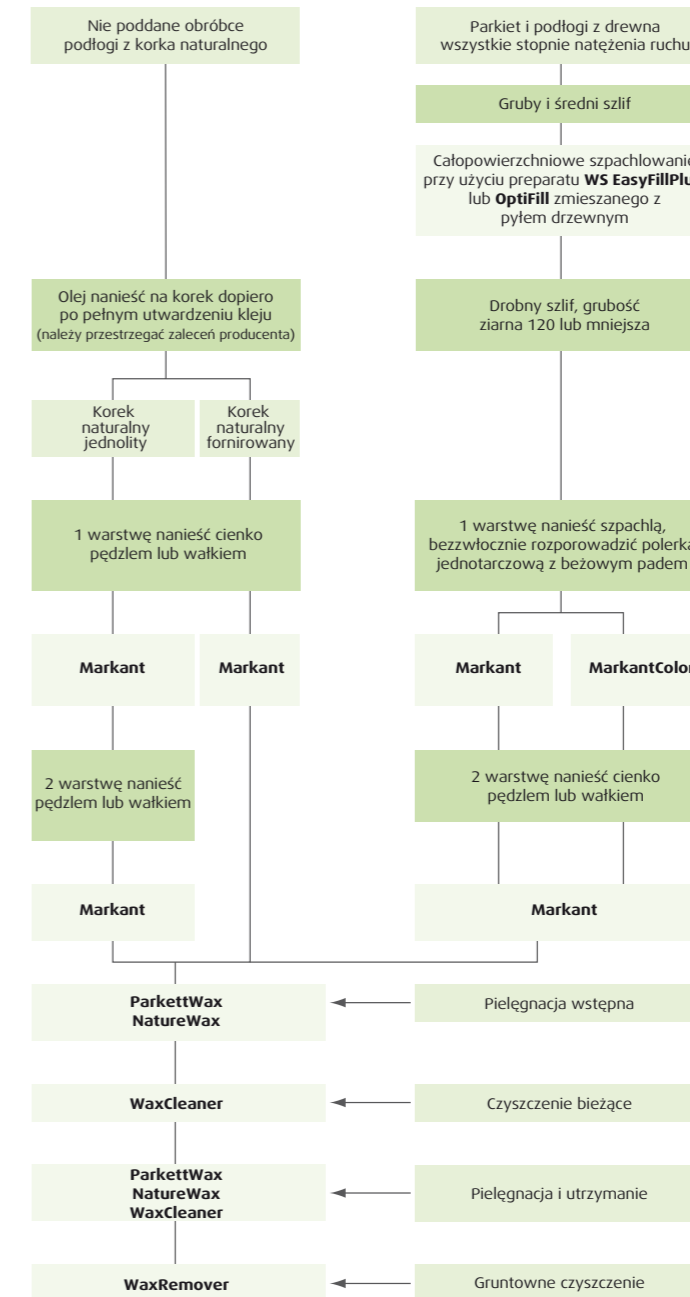 Nie poddane obróbce
podłogi z korka naturalnego
Parkiet i podłogi z drewna
wszystkie stopnie natężenia ruchu
Gruby i średni szlif
Całopowierzchniowe szpachlowanie
przy użyciu preparatu WS EasyFillPlu
lub OptiFill zmieszanego z
pyłem drzewnym
Olej nanieść na korek dopiero
po pełnym utwardzeniu kleju
(należy przestrzegać zaleceń producenta)
Drobny szlif, grubość
ziarna 120 lub mniejsza
Korek
naturalny
jednolity
Korek
naturalny
fornirowany
1 warstwę nanieść cienko
pędzlem lub wałkiem
1 warstwę nanieść szpachlą,
bezzwłocznie rozporowadzić polerką
jednotarczową z beżowym padem
Markant
Markant
Markant
MarkantColor
2 warstwę nanieść
pędzlem lub wałkiem
2 warstwę nanieść cienko
pędzlem lub wałkiem
Markant
Markant
ParkettWax
NatureWax
Pielęgnacja wstępna
WaxCleaner
Czyszczenie bieżące
ParkettWax
NatureWax
WaxCleaner
Pielęgnacja i utrzymanie
WaxRemover
Gruntowne czyszczenie